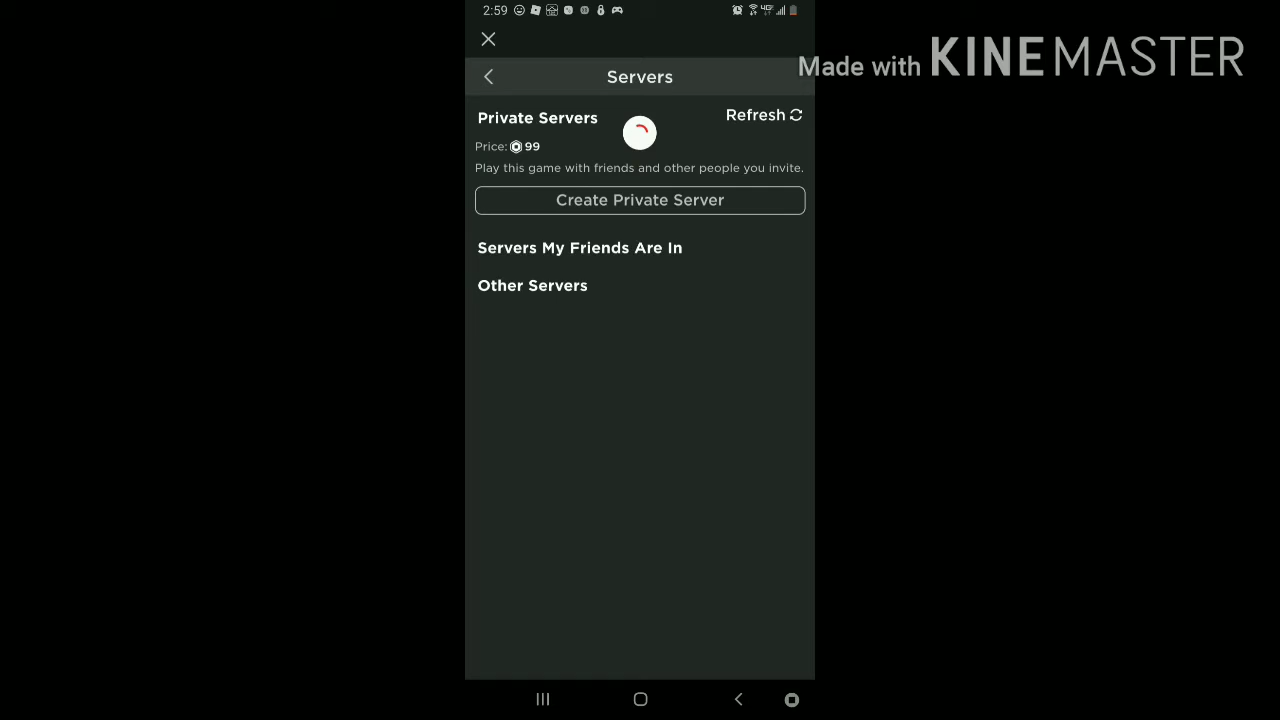 2:59
Made with KINEMASTER
Servers
Private Servers
Refresh
Price: 99
Play this game with friends and other people you invite.
Create Private Server
Servers My Friends Are In
Other Servers